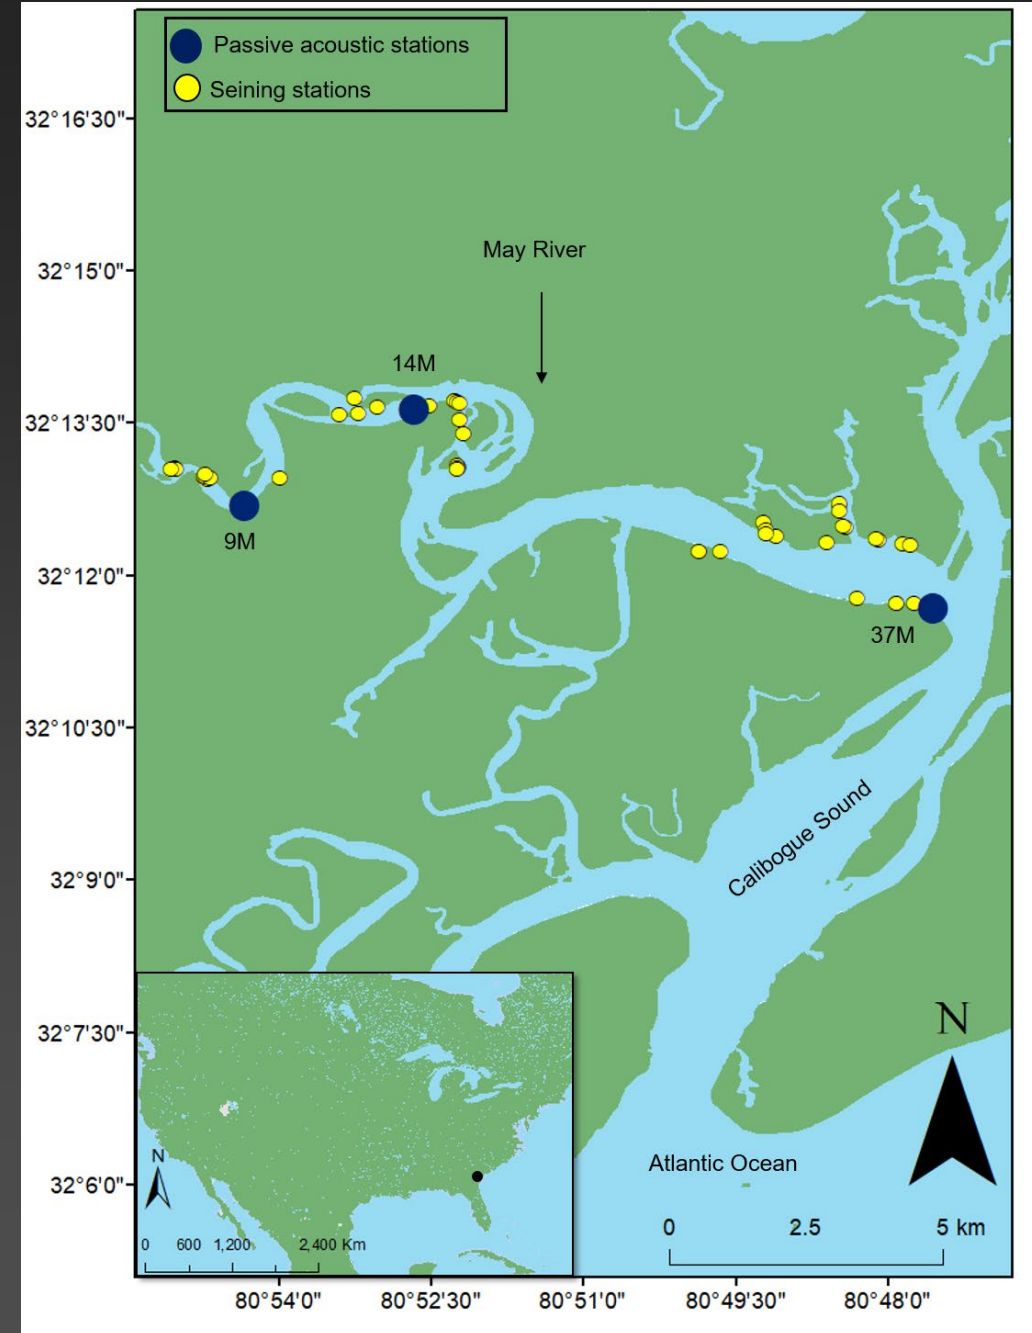 Passive acoustic stations
Seining stations
32°16'30"
32°15'0"
May River
14M
32°13'30"
9M
32°12'0"
37M
32°10'30"
Calibogue Sound
32°9'0"
N
32°7'30"
N
Atlantic Ocean
32°6'0"
0 2.5 5 km
0 600 1,200 2,400 Km
80°54'0" 80°52'30" 80°51'0" 80°49'30" 80°48'0"